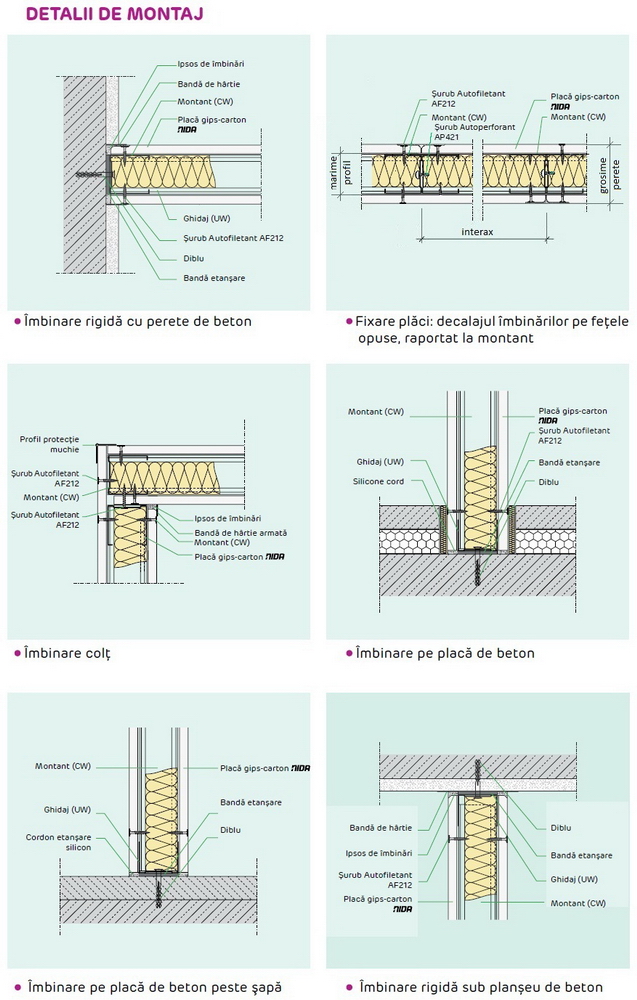 DETALII DE MONTAJ
Ipsos de îmbinări
Bandă de hârtie
Montant (CW)
Placă gips-carton
NIDA
Ghidaj (UW)
Şurub Autofiletant AF212
Diblu
Bandă etanşare
Îmbinare rigidă cu perete de beton
Şurub Autofiletant
AF212
Montant (CW)
Şurub Autoperforant
AP421
Placă gips-carton
NIDA
Montant (CW)
marime
profil
grosime
perete
interax
Fixare plăci: decalajul îmbinărilor pe feţele
opuse, raportat la montant
Profil protecţie
muchie
Şurub Autofiletant
AF212
Montant (CW)
Şurub Autofiletant
AF212
Ipsos de îmbinări
Bandă de hârtie armată
Montant (CW)
Placă gips-carton NIDA
Îmbinare colţ
Montant (CW)
Ghidaj (UW)
Silicone cord
Placă gips-carton
NIDA
Şurub Autofiletant
AF212
Bandă etanşare
Diblu
Îmbinare pe placă de beton
Montant (CW)
Ghidaj (UW)
Cordon etanşare
silicon
Placă gips-carton NIDA
Bandă etanşare
Diblu
Îmbinare pe placă de beton peste şapă
Bandă de hârtie
Ipsos de îmbinări
Şurub Autofiletant
AF212
Placă gips-carton
NIDA
Diblu
Bandă etanşare
Ghidaj (UW)
Montant (CW)
Îmbinare rigidă sub planşeu de beton